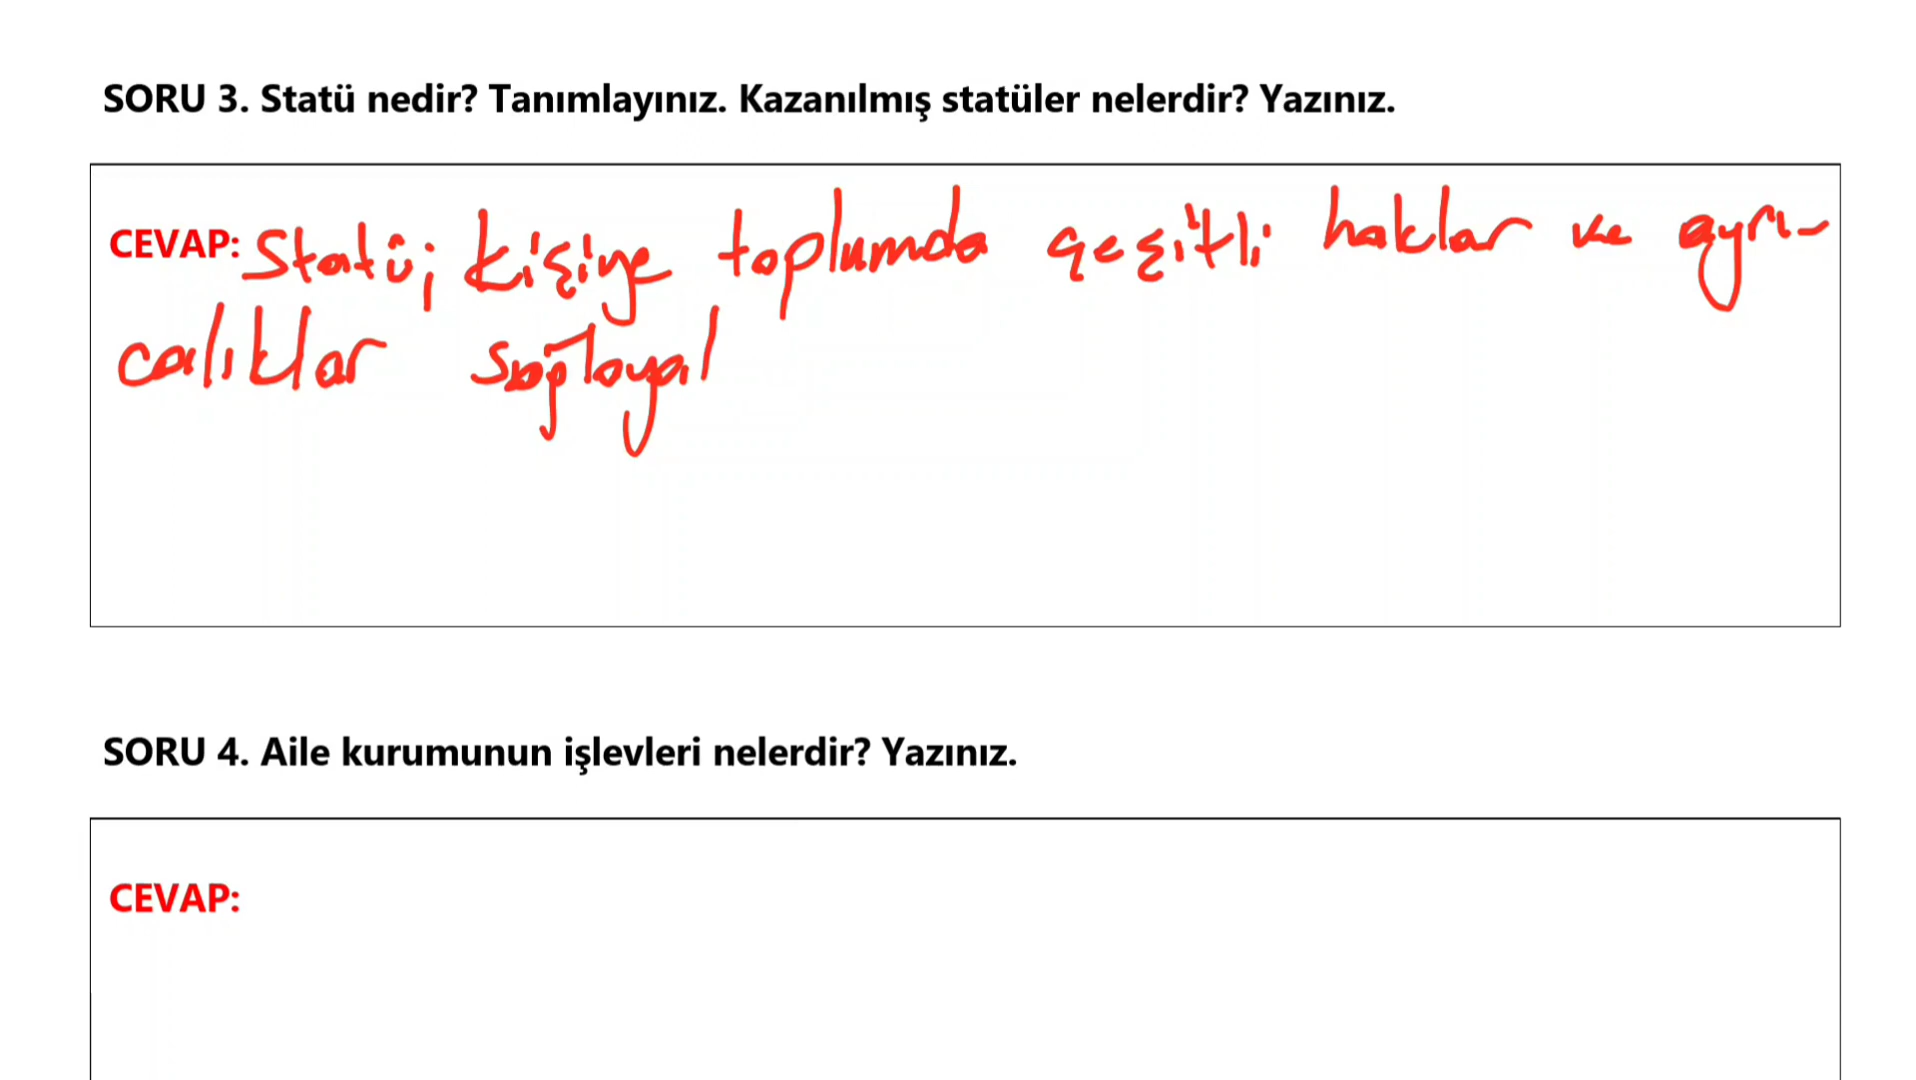 SORU 3. Statü nedir? Tanımlayınız. Kazanılmış statüler nelerdir? Yazınız.
CEVAP: Statü; kişiye toplumda çeşitli haklar ve ayrı-
calıklar sağlayal
SORU 4. Aile kurumunun işlevleri nelerdir? Yazınız.
CEVAP: